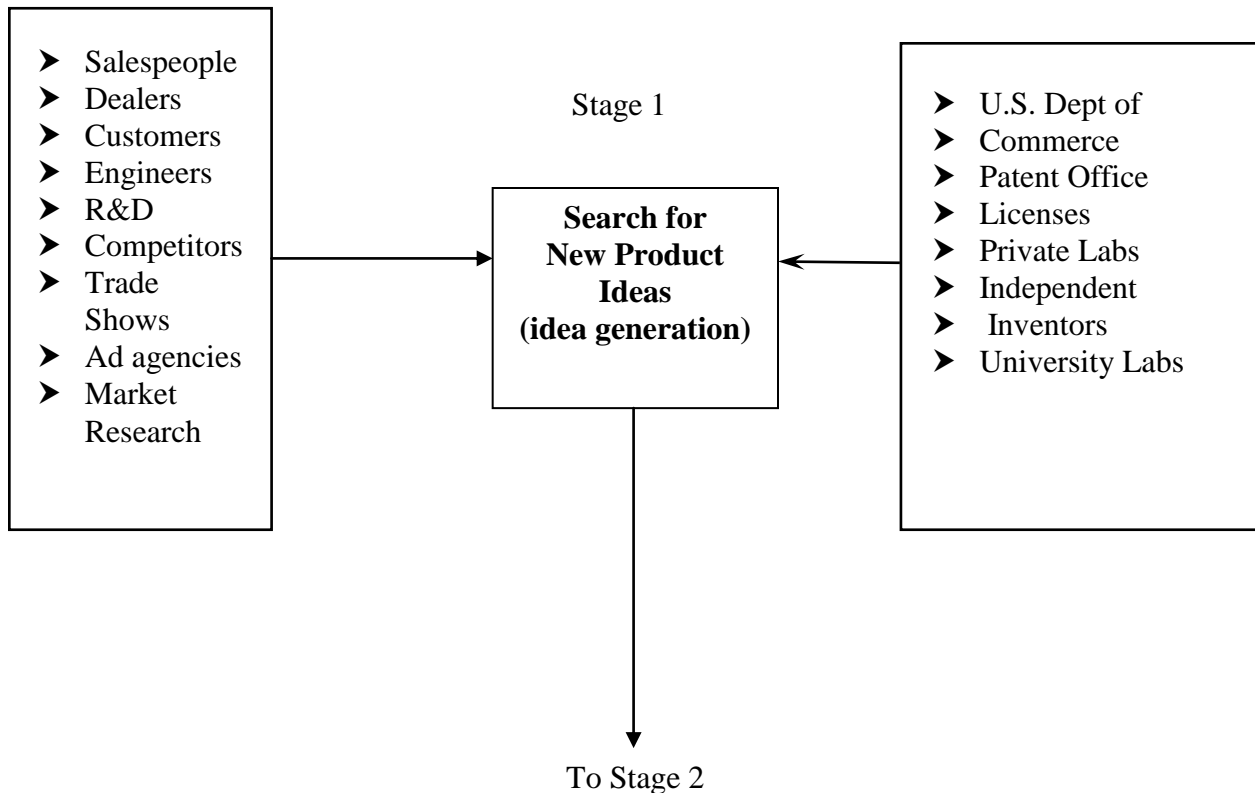 ➤ Salespeople
➤ Dealers
➤ Customers
➤ Engineers
➤ R&D
➤ Competitors
➤ Trade
Shows
➤ Ad agencies
➤ Market
Research
Stage 1
Search for
New Product
Ideas
(idea generation)
➤ U.S. Dept of
➤ Commerce
➤ Patent Office
➤ Licenses
➤ Private Labs
➤ Independent
➤ Inventors
➤ University Labs
To Stage 2